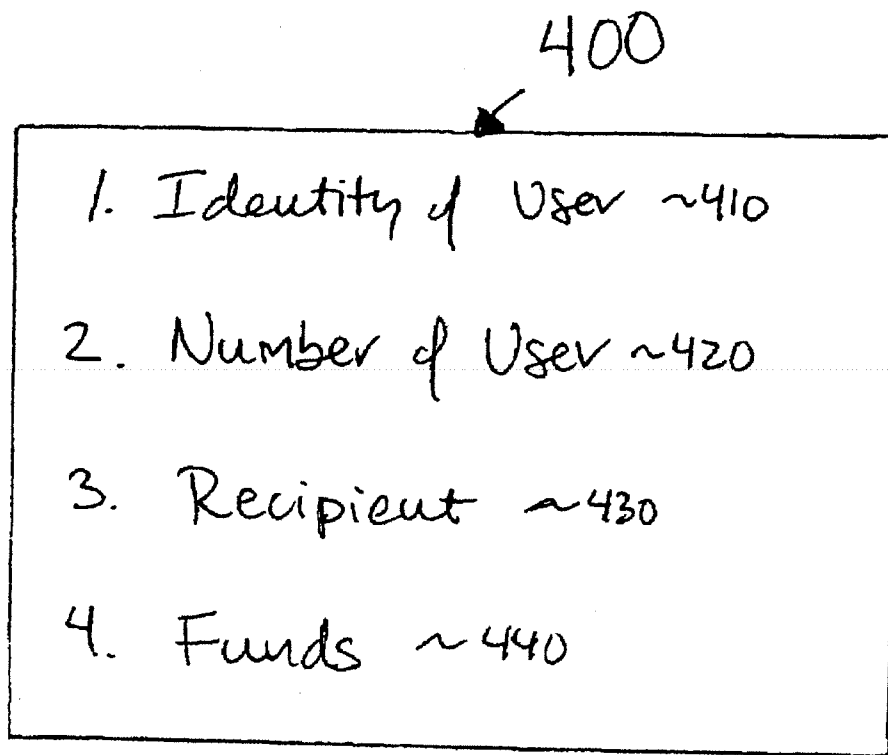 400
1. Identity of User ~410
2. Number of User ~420
3. Recipient ~430
4. Funds ~440